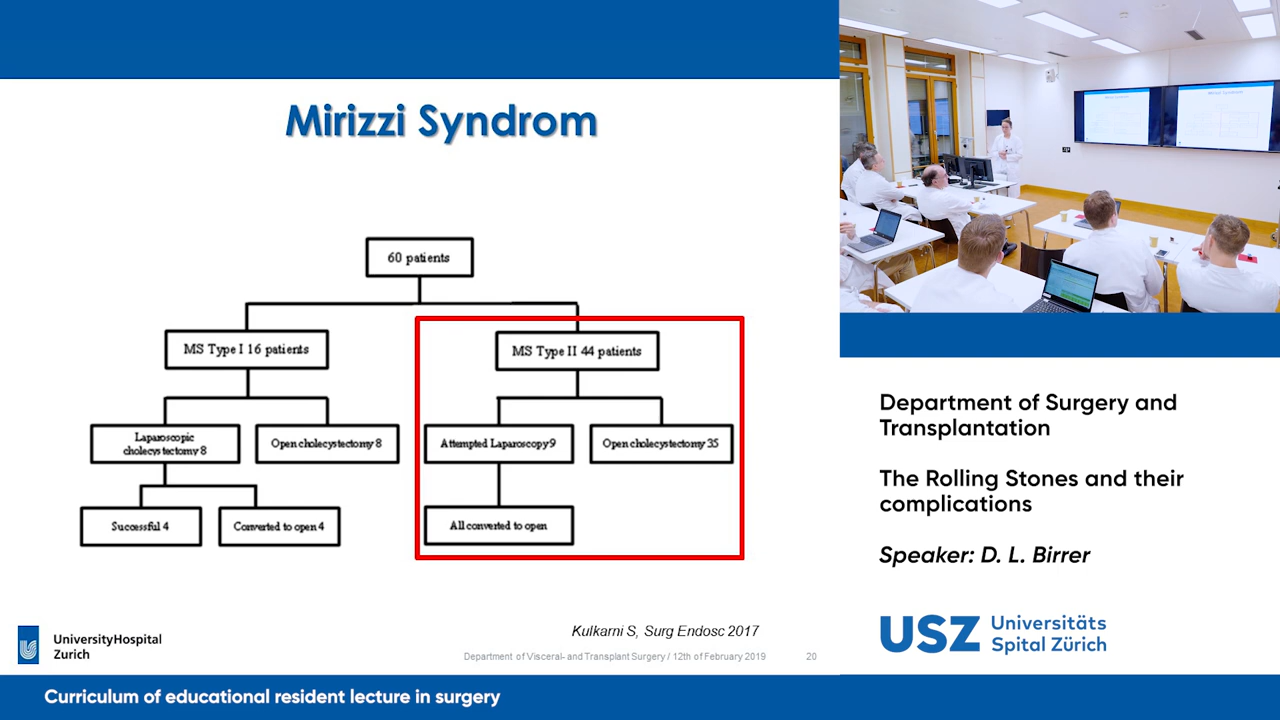 Mirizzi Syndrom
60 patients
MS Type I 16 patients
MS Type II 44 patients
Laparoscopic
cholecystectomy 8
Open cholecystectomy 8
Attempted Laparoscopy 9
Open cholecystectomy 35
Successful 4
Converted to open 4
All converted to open
Kulkarni S, Surg Endosc 2017
UniversityHospital
Zurich
Department of Visceral- and Transplant Surgery / 12th of February 2019
20
Curriculum of educational resident lecture in surgery
Department of Surgery and
Transplantation
The Rolling Stones and their
complications
Speaker: D. L. Birrer
USZ Universitäts
Spital Zürich